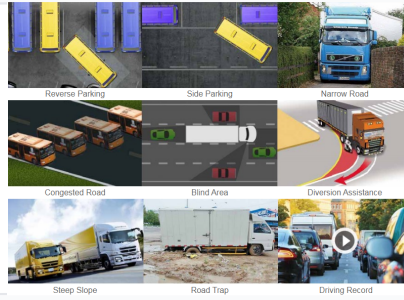 Reverse Parking
Side Parking
Narrow Road
Congested Road
Blind Area
Diversion Assistance
Steep Slope
Road Trap
Driving Record